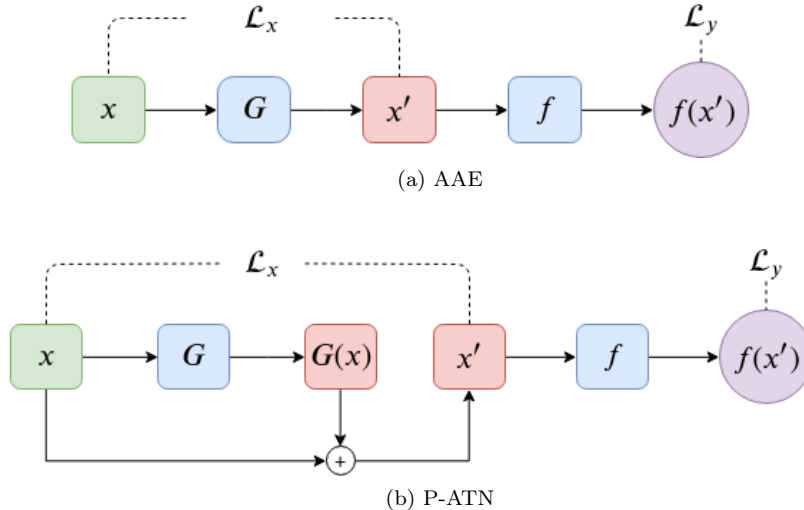 ℒx
ℒy
x
G
x′
f
f(x′)
(a) AAE
ℒx
ℒy
x
G
G(x)
x′
f
f(x′)
+
(b) P-ATN